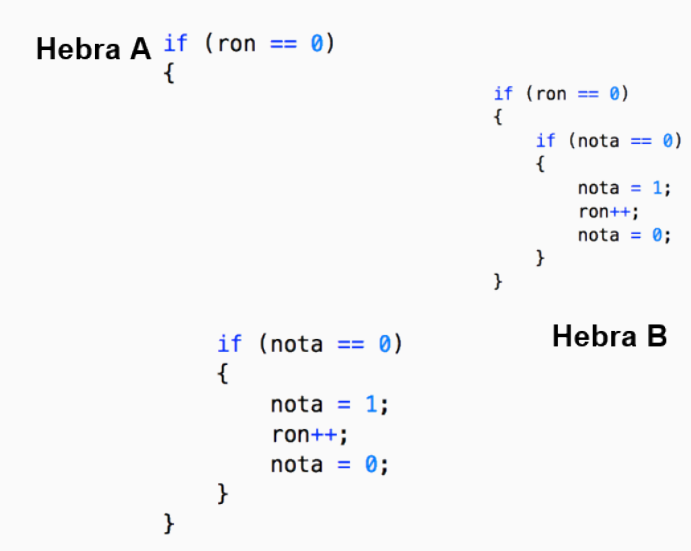 Hebra A if (ron == 0)
{
if (ron == 0)
{
if (nota == 0)
{
nota = 1;
ron++;
nota = 0;
}
}
Hebra B
if (nota == 0)
{
nota = 1;
ron++;
nota = 0;
}
}